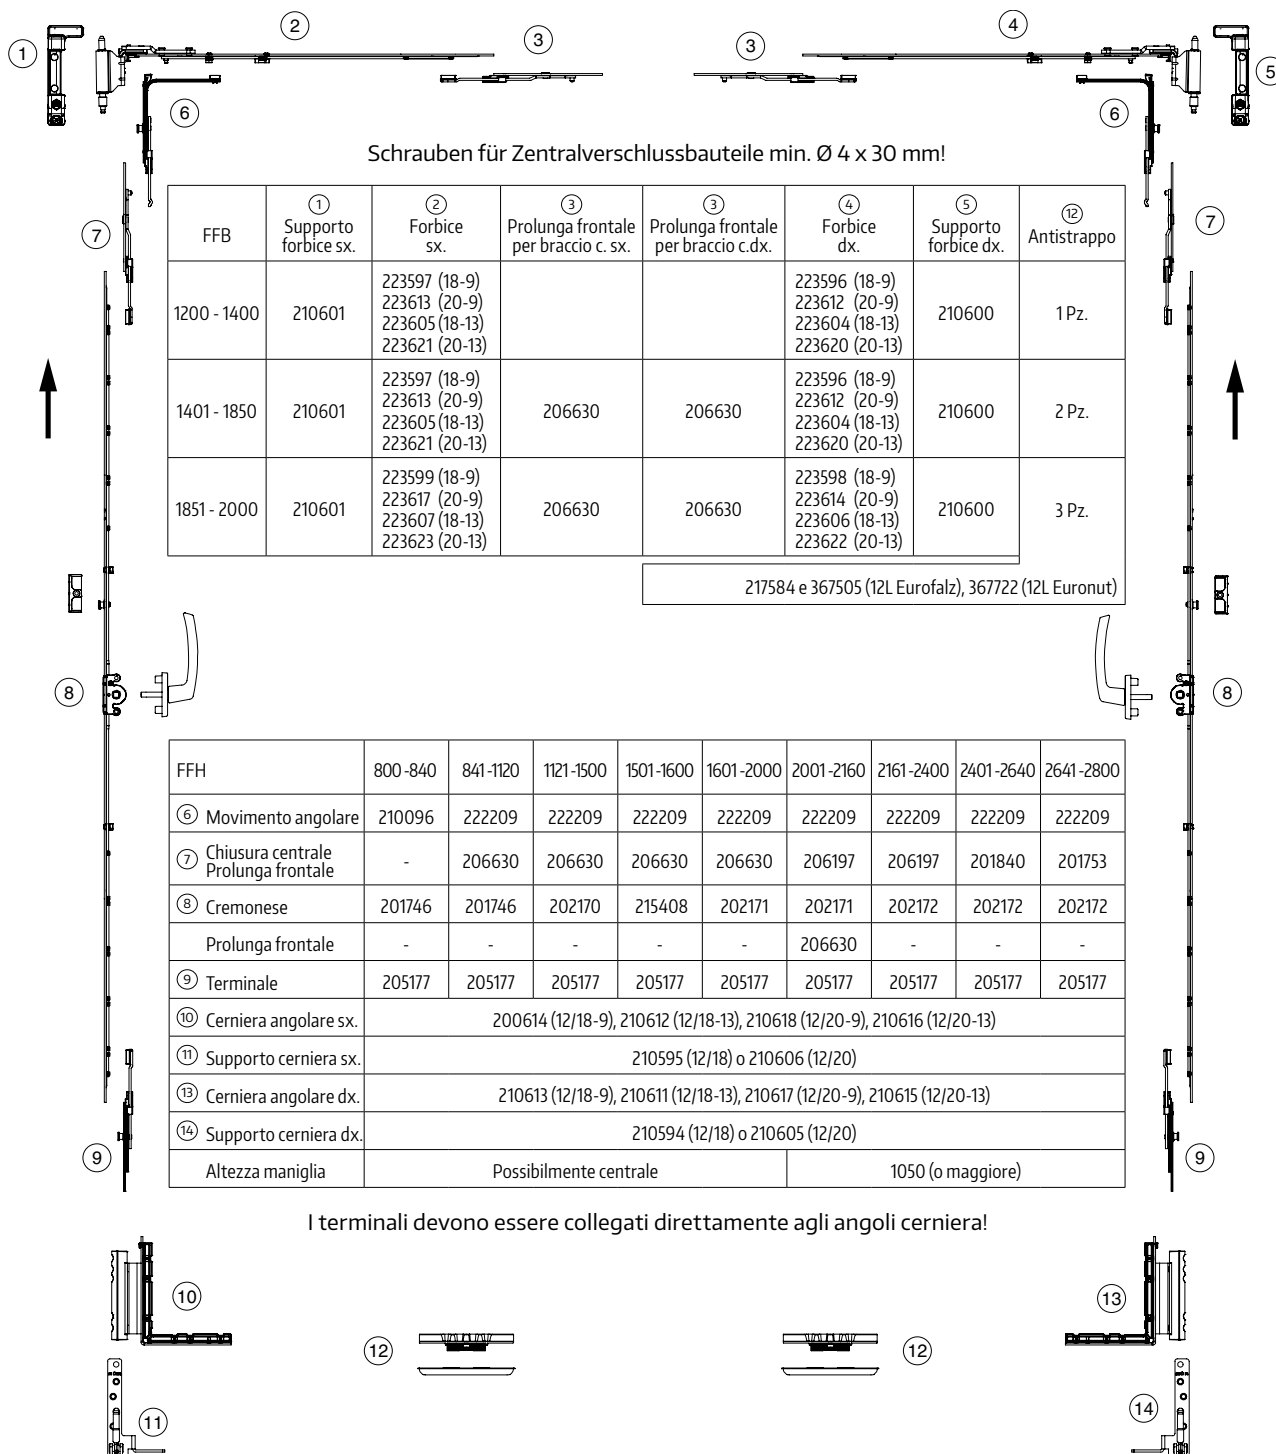 1
2
3
3
4
5
6
6
Schrauben für Zentralverschlussbauteile min. Ø 4 x 30 mm!
7
7
FFB
1 Supporto forbice sx.
2 Forbice sx.
3 Prolunga frontale per braccio c. sx.
3 Prolunga frontale per braccio c.dx.
4 Forbice dx.
5 Supporto forbice dx.
12 Antistrappo
1200 - 1400
210601
223597 (18-9)
223613 (20-9)
223605 (18-13)
223621 (20-13)
223596 (18-9)
223612 (20-9)
223604 (18-13)
223620 (20-13)
210600
1 Pz.
1401 - 1850
210601
223597 (18-9)
223613 (20-9)
223605 (18-13)
223621 (20-13)
206630
206630
223596 (18-9)
223612 (20-9)
223604 (18-13)
223620 (20-13)
210600
2 Pz.
1851 - 2000
210601
223599 (18-9)
223617 (20-9)
223607 (18-13)
223623 (20-13)
206630
206630
223598 (18-9)
223614 (20-9)
223606 (18-13)
223622 (20-13)
210600
3 Pz.
217584 e 367505 (12L Eurofalz), 367722 (12L Euronut)
8
8
FFH 800 -840 841 -1120 1121 -1500 1501 -1600 1601 -2000 2001 -2160 2161 -2400 2401 -2640 2641 -2800
6 Movimento angolare 210096 222209 222209 222209 222209 222209 222209 222209 222209
7 Chiusura centrale
Prolunga frontale - 206630 206630 206630 206630 206197 206197 201840 201753
8 Cremonese 201746 201746 202170 215408 202171 202171 202172 202172 202172
Prolunga frontale - - - - - 206630 - - -
9 Terminale 205177 205177 205177 205177 205177 205177 205177 205177 205177
10 Cerniera angolare sx. 200614 (12/18-9), 210612 (12/18-13), 210618 (12/20-9), 210616 (12/20-13)
11 Supporto cerniera sx. 210595 (12/18) o 210606 (12/20)
13 Cerniera angolare dx. 210613 (12/18-9), 210611 (12/18-13), 210617 (12/20-9), 210615 (12/20-13)
14 Supporto cerniera dx. 210594 (12/18) o 210605 (12/20)
Altezza maniglia Possibilmente centrale 1050 (o maggiore)
9
9
I terminali devono essere collegati direttamente agli angoli cerniera!
10
13
12
12
11
14